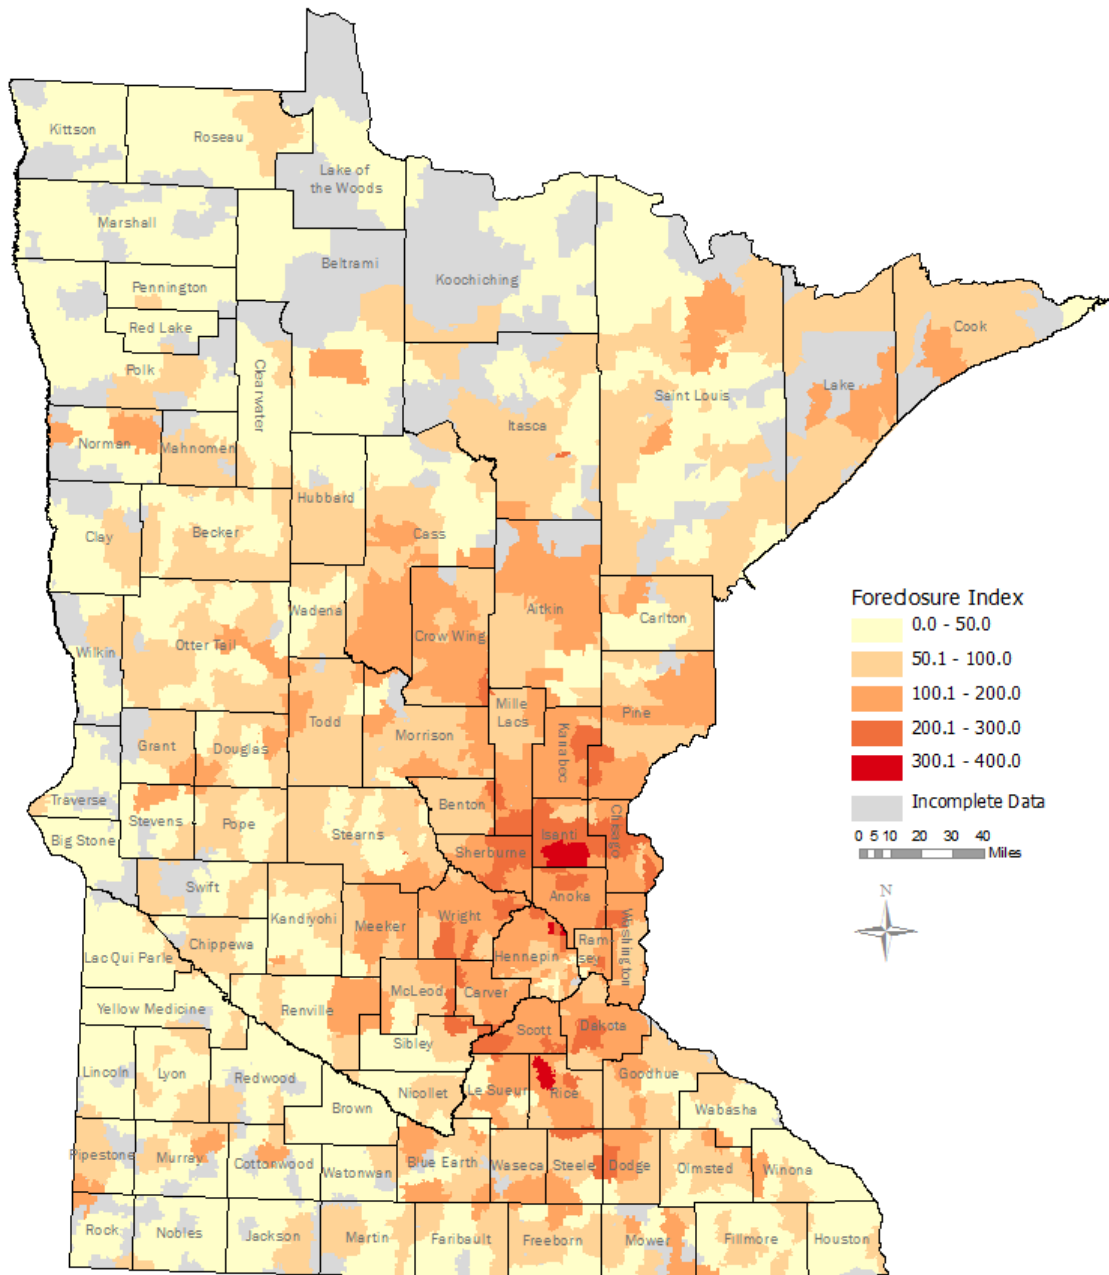 Kittson
Roseau
Lake of
the Woods
Marshall
Beltrami
Koochiching
Pennington
Red Lake
Cook
Polk
Clearwater
Lake
Saint Louis
Itasca
Norman
Mahnomen
Hubbard
Cass
Clay
Becker
Aitkin
Wadena
Carlton
Crow Wing
Otter Tail
Wilkin
Mille
Lacs
Pine
Todd
Morrison
Kanabec
Grant
Douglas
Traverse
Benton
Stevens
Pope
Stearns
Isanti
Chisago
Big Stone
Sherburne
Swift
Anoka
Wright
Kandiyohi
Meeker
Washington
Chippewa
Ram-
sey
Hennepin
Lac Qui Parle
McLeod
Carver
Yellow Medicine
Renville
Scott
Dakota
Sibley
Lincoln
Lyon
Redwood
Goodhue
Nicollet
Le Sueur
Rice
Brown
Wabasha
Pipestone
Murray
Cottonwood
Watonwan
Blue Earth
Waseca
Steele
Dodge
Olmsted
Winona
Rock
Nobles
Jackson
Martin
Faribault
Freeborn
Mower
Fillmore
Houston
Foreclosure Index
0.0 - 50.0
50.1 - 100.0
100.1 - 200.0
200.1 - 300.0
300.1 - 400.0
Incomplete Data
0 5 10 20 30 40
Miles
N